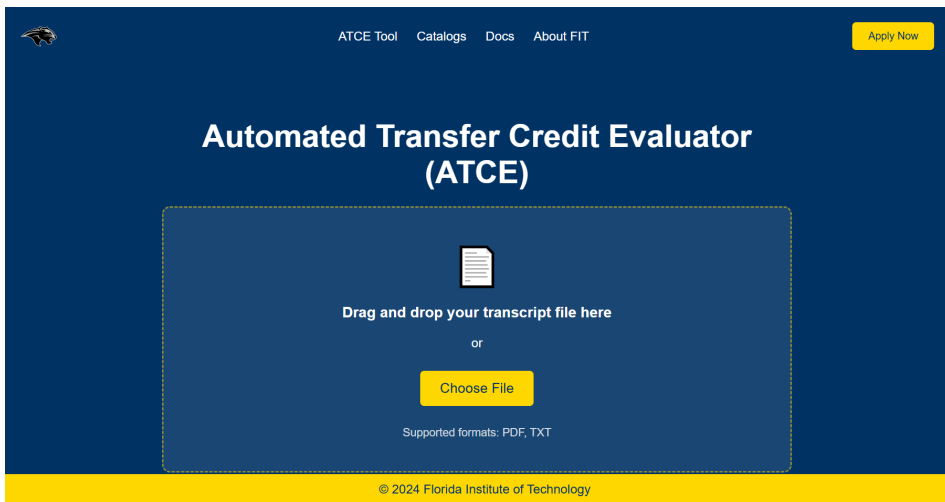 ATCE Tool Catalogs Docs About FIT Apply Now
Automated Transfer Credit Evaluator
(ATCE)
Drag and drop your transcript file here
or
Choose File
Supported formats: PDF, TXT
© 2024 Florida Institute of Technology